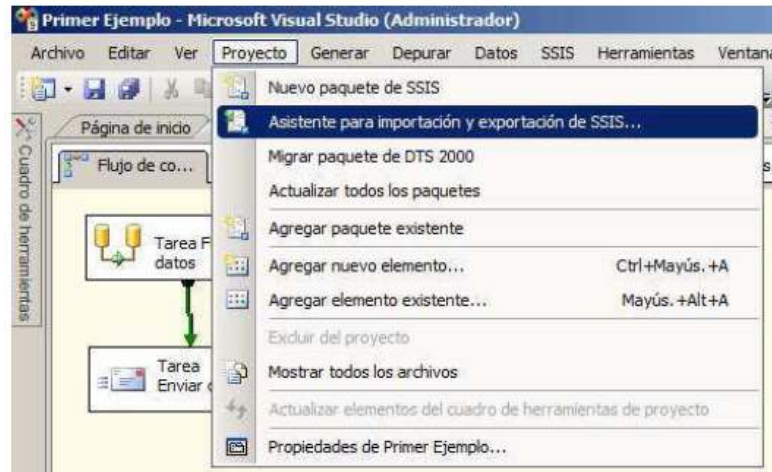 Primer Ejemplo - Microsoft Visual Studio (Administrador)
Archivo Editar Ver Proyecto Generar Depurar Datos SSIS Herramientas
Página de inicio
Cuadro de herramientas
Flujo de co...
Tarea
datos
Tarea
Enviar
Nuevo paquete de SSIS
Asistente para importación y exportación de SSIS...
Migrar paquete de DTS 2000
Actualizar todos los paquetes
Agregar paquete existente
Agregar nuevo elemento... Ctrl+Mayús.+A
Agregar elemento existente... Mayús.+Alt+A
Excluir del proyecto
Mostrar todos los archivos
Actualizar elementos del cuadro de herramientas de proyecto
Propiedades de Primer Ejemplo...